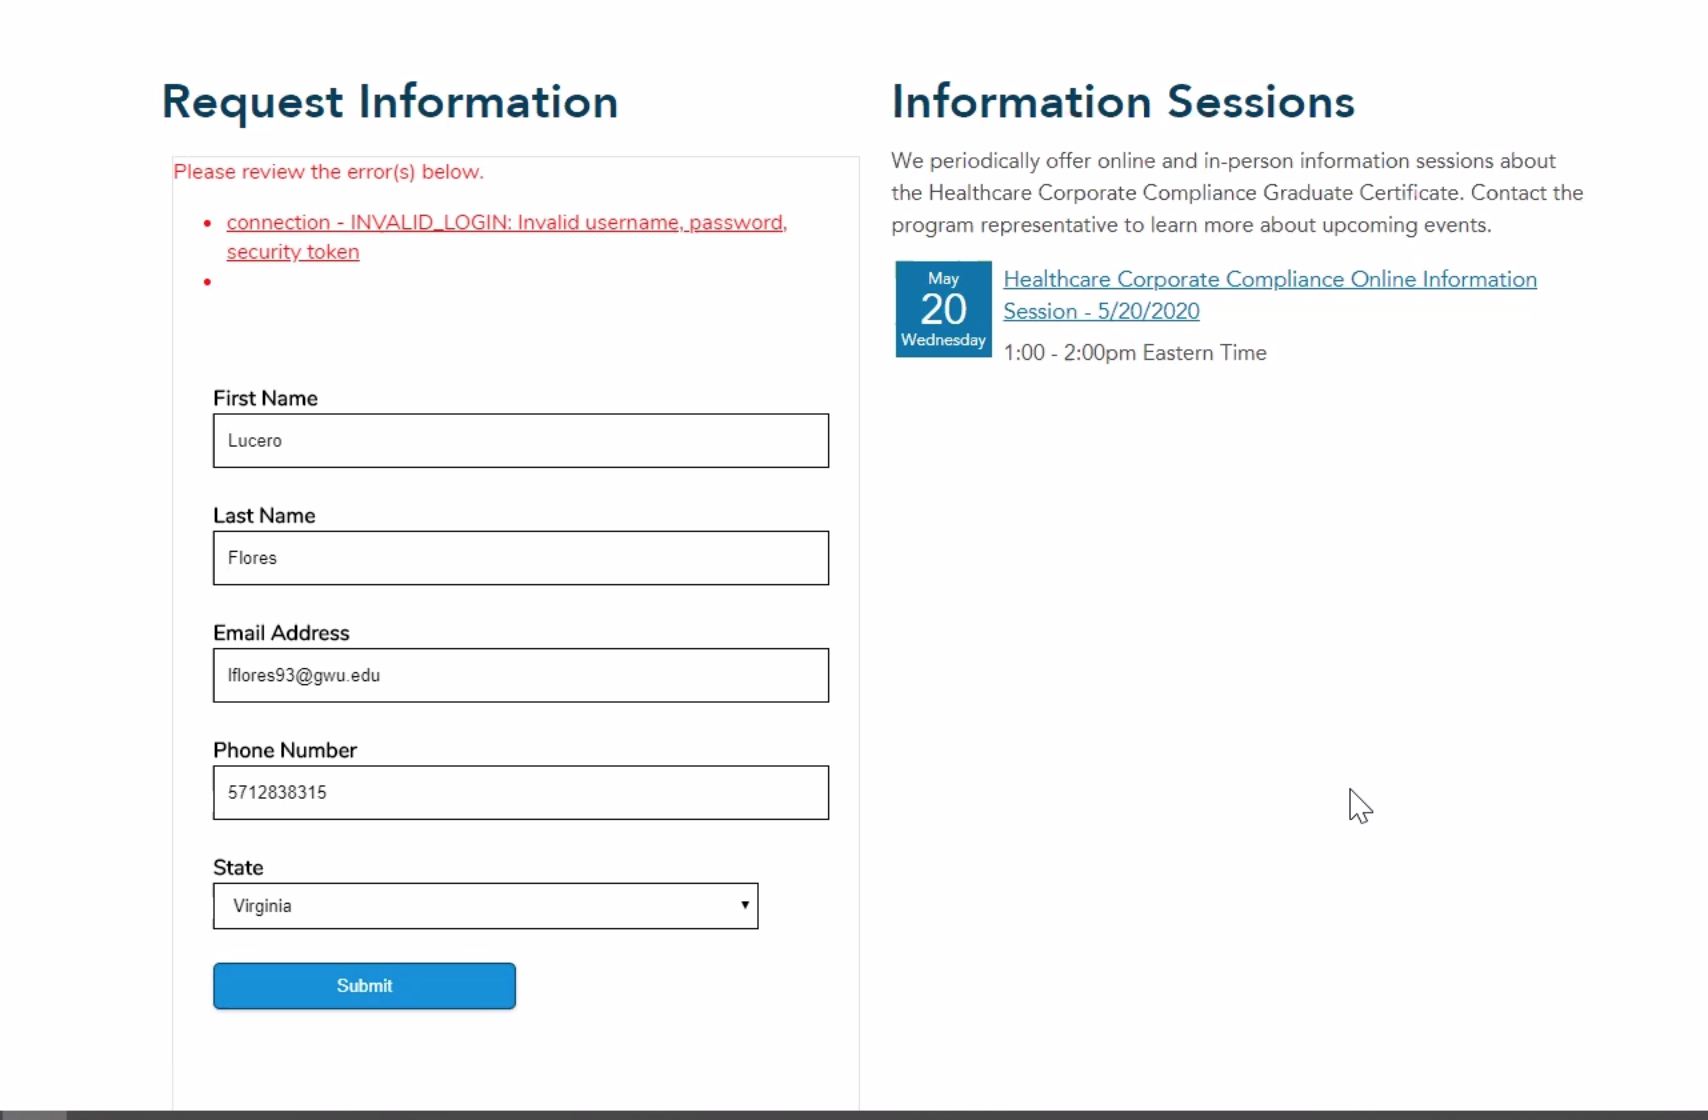 Request Information
Please review the error(s) below.
connection - INVALID_LOGIN: Invalid username, password,
security token
First Name
Lucero
Last Name
Flores
Email Address
lflores93@gwu.edu
Phone Number
5712838315
State
Virginia
Submit
Information Sessions
We periodically offer online and in-person information sessions about
the Healthcare Corporate Compliance Graduate Certificate. Contact the
program representative to learn more about upcoming events.
May
20
Wednesday
Healthcare Corporate Compliance Online Information
Session - 5/20/2020
1:00 - 2:00pm Eastern Time